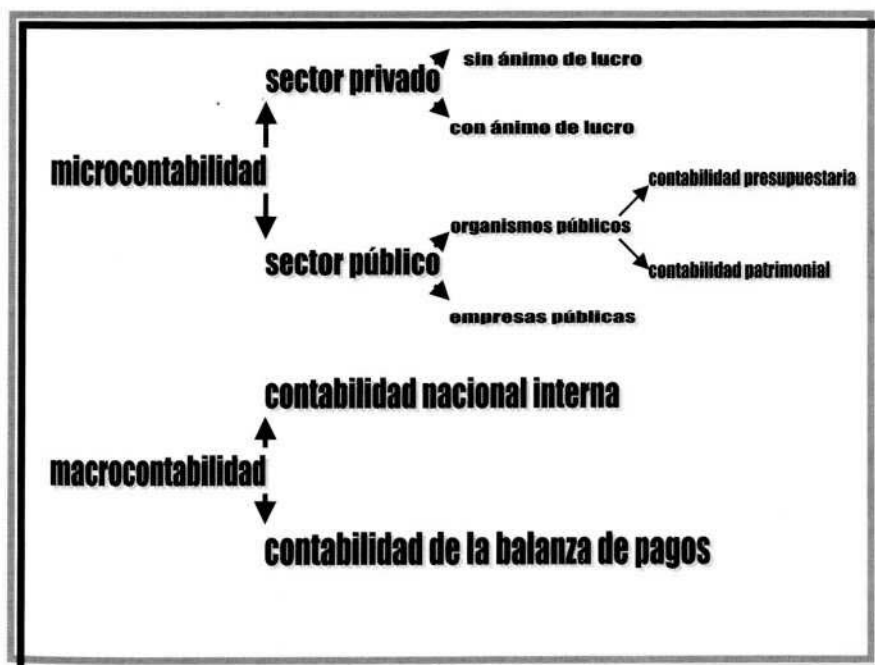 sin ánimo de lucro
sector privado
con ánimo de lucro
microcontabilidad
contabilidad presupuestaria
organismos públicos
sector público
contabilidad patrimonial
empresas públicas
contabilidad nacional interna
macrocontabilidad
contabilidad de la balanza de pagos